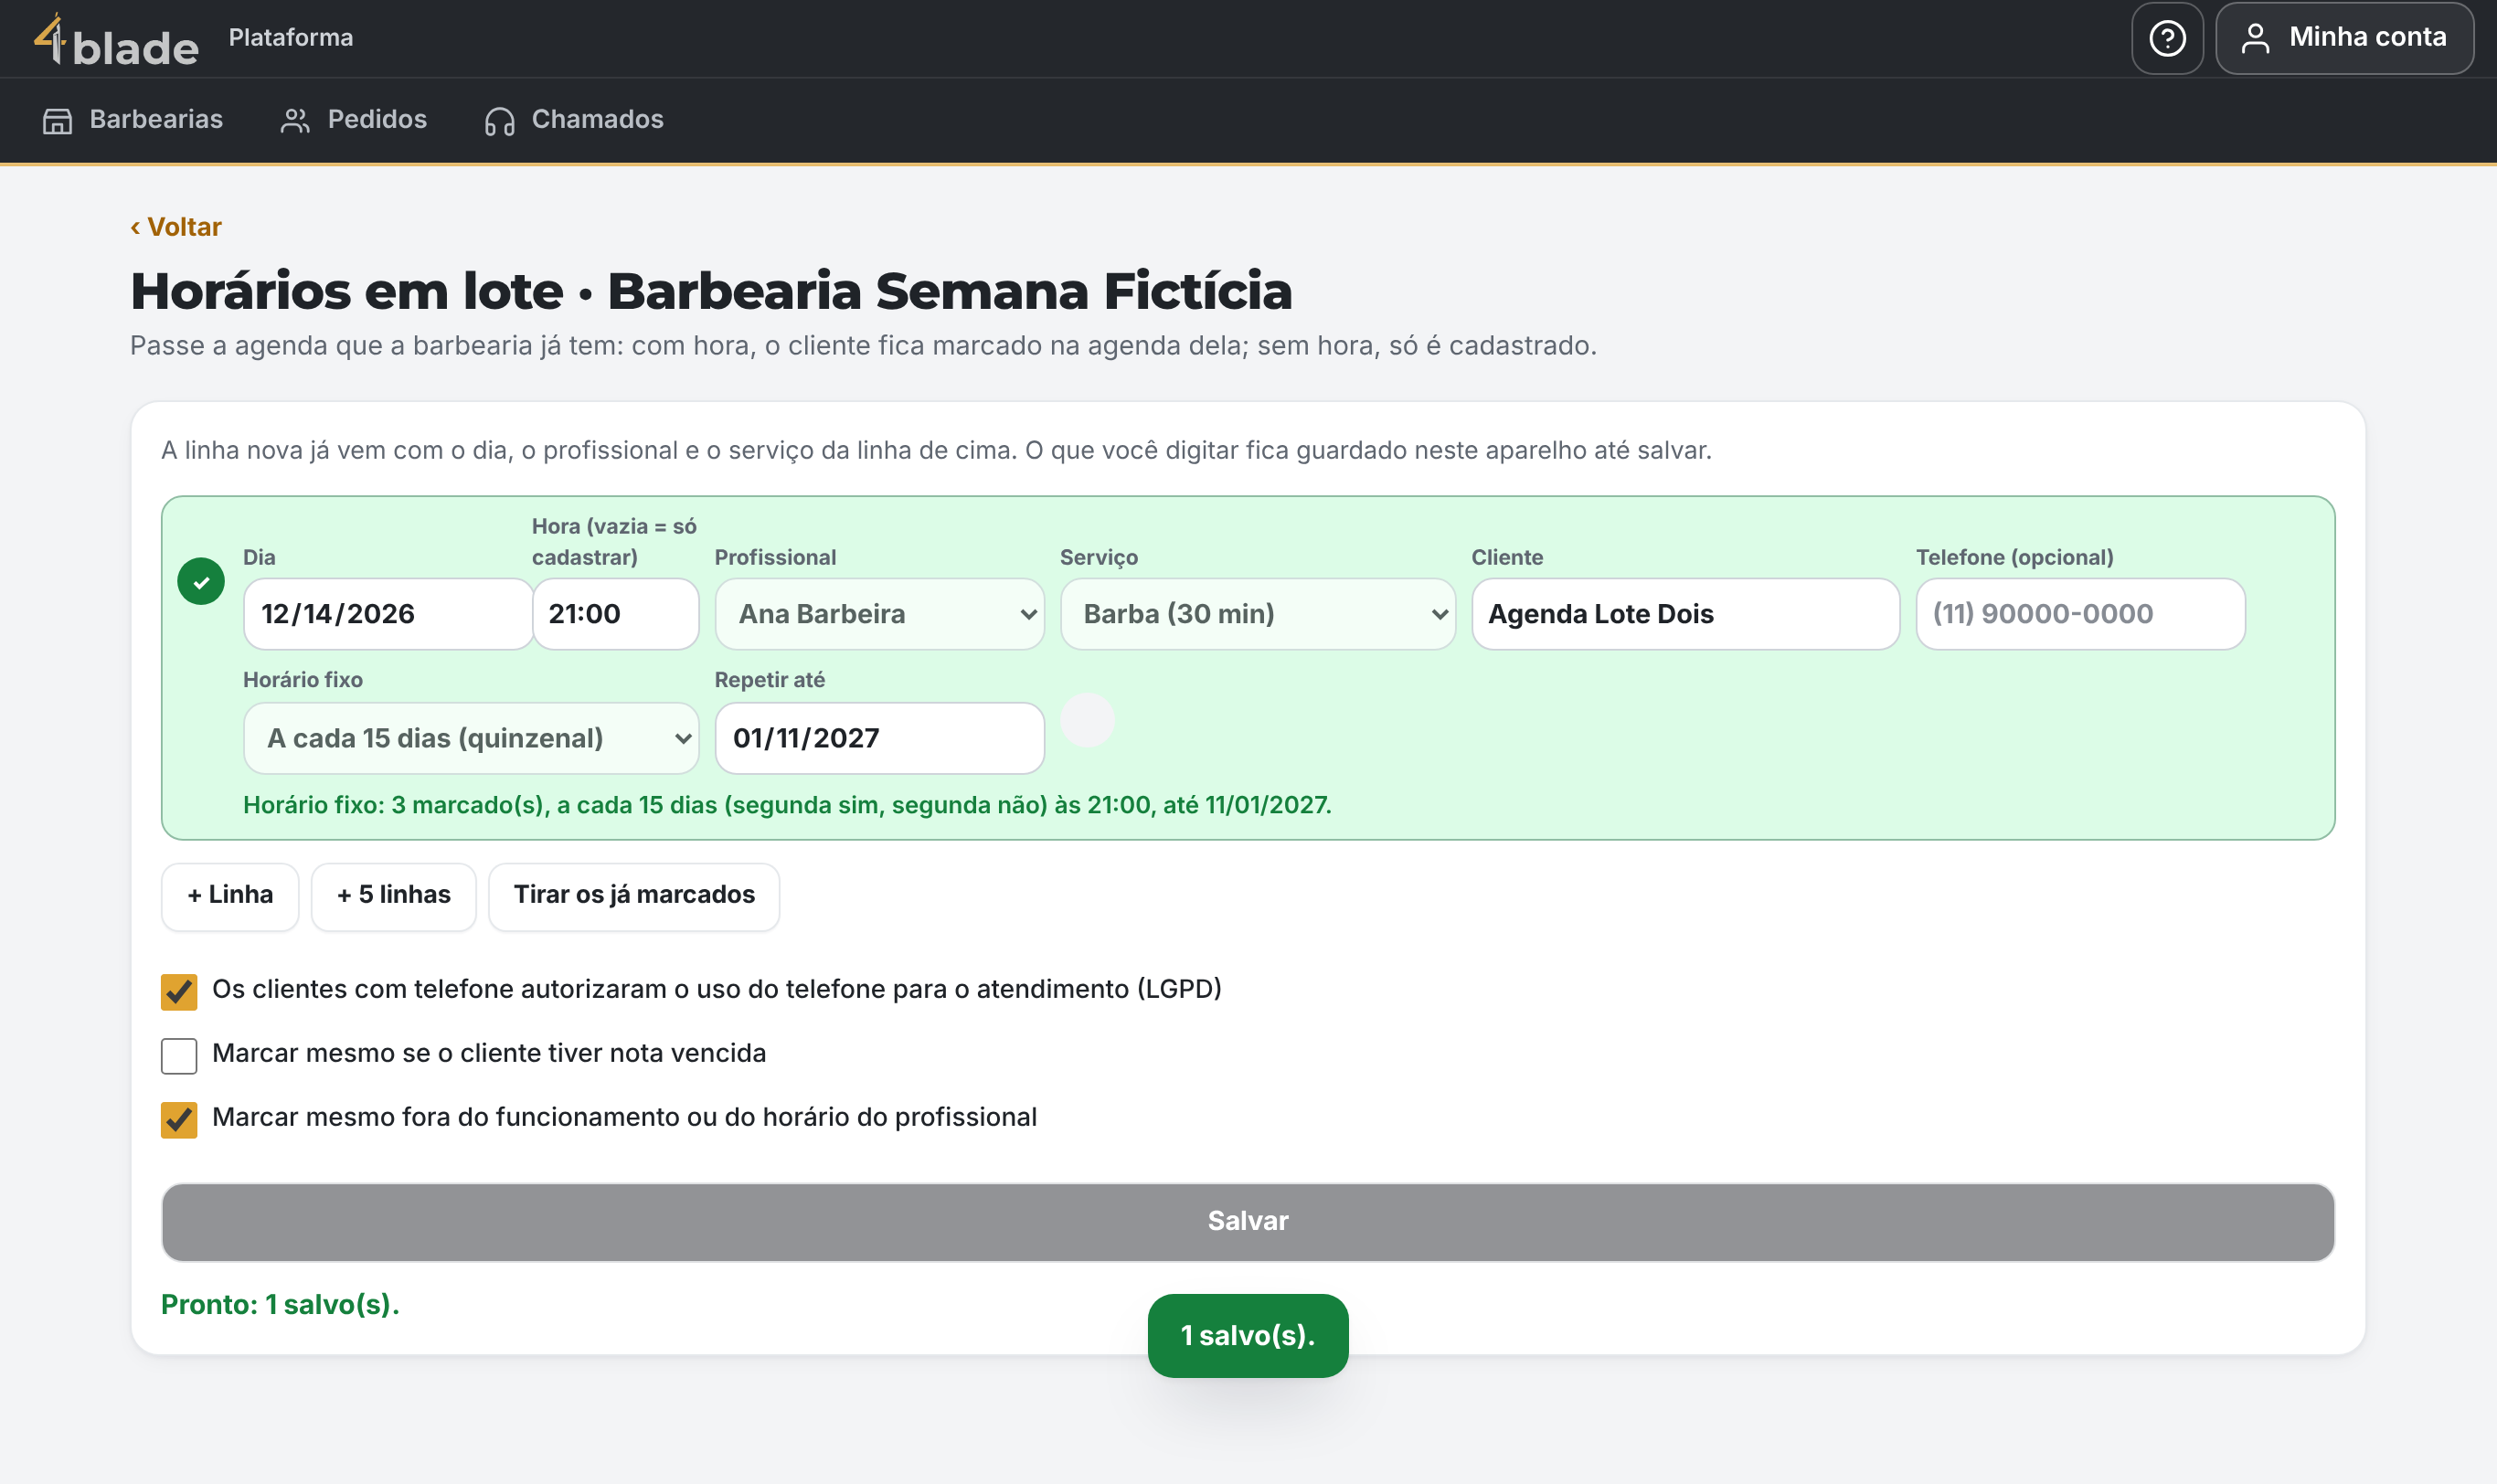 4blade Plataforma
Minha conta
Barbearias Pedidos Chamados
‹ Voltar
Horários em lote • Barbearia Semana Fictícia
Passe a agenda que a barbearia já tem: com hora, o cliente fica marcado na agenda dela; sem hora, só é cadastrado.
A linha nova já vem com o dia, o profissional e o serviço da linha de cima. O que você digitar fica guardado neste aparelho até salvar.
Dia
Hora (vazia = só
cadastrar)
Profissional
Serviço
Cliente
Telefone (opcional)
12/14/2026
21:00
Ana Barbeira
Barba (30 min)
Agenda Lote Dois
(11) 90000-0000
Horário fixo
Repetir até
A cada 15 dias (quinzenal)
01/11/2027
Horário fixo: 3 marcado(s), a cada 15 dias (segunda sim, segunda não) às 21:00, até 11/01/2027.
+ Linha
+ 5 linhas
Tirar os já marcados
Os clientes com telefone autorizaram o uso do telefone para o atendimento (LGPD)
Marcar mesmo se o cliente tiver nota vencida
Marcar mesmo fora do funcionamento ou do horário do profissional
Salvar
Pronto: 1 salvo(s).
1 salvo(s).